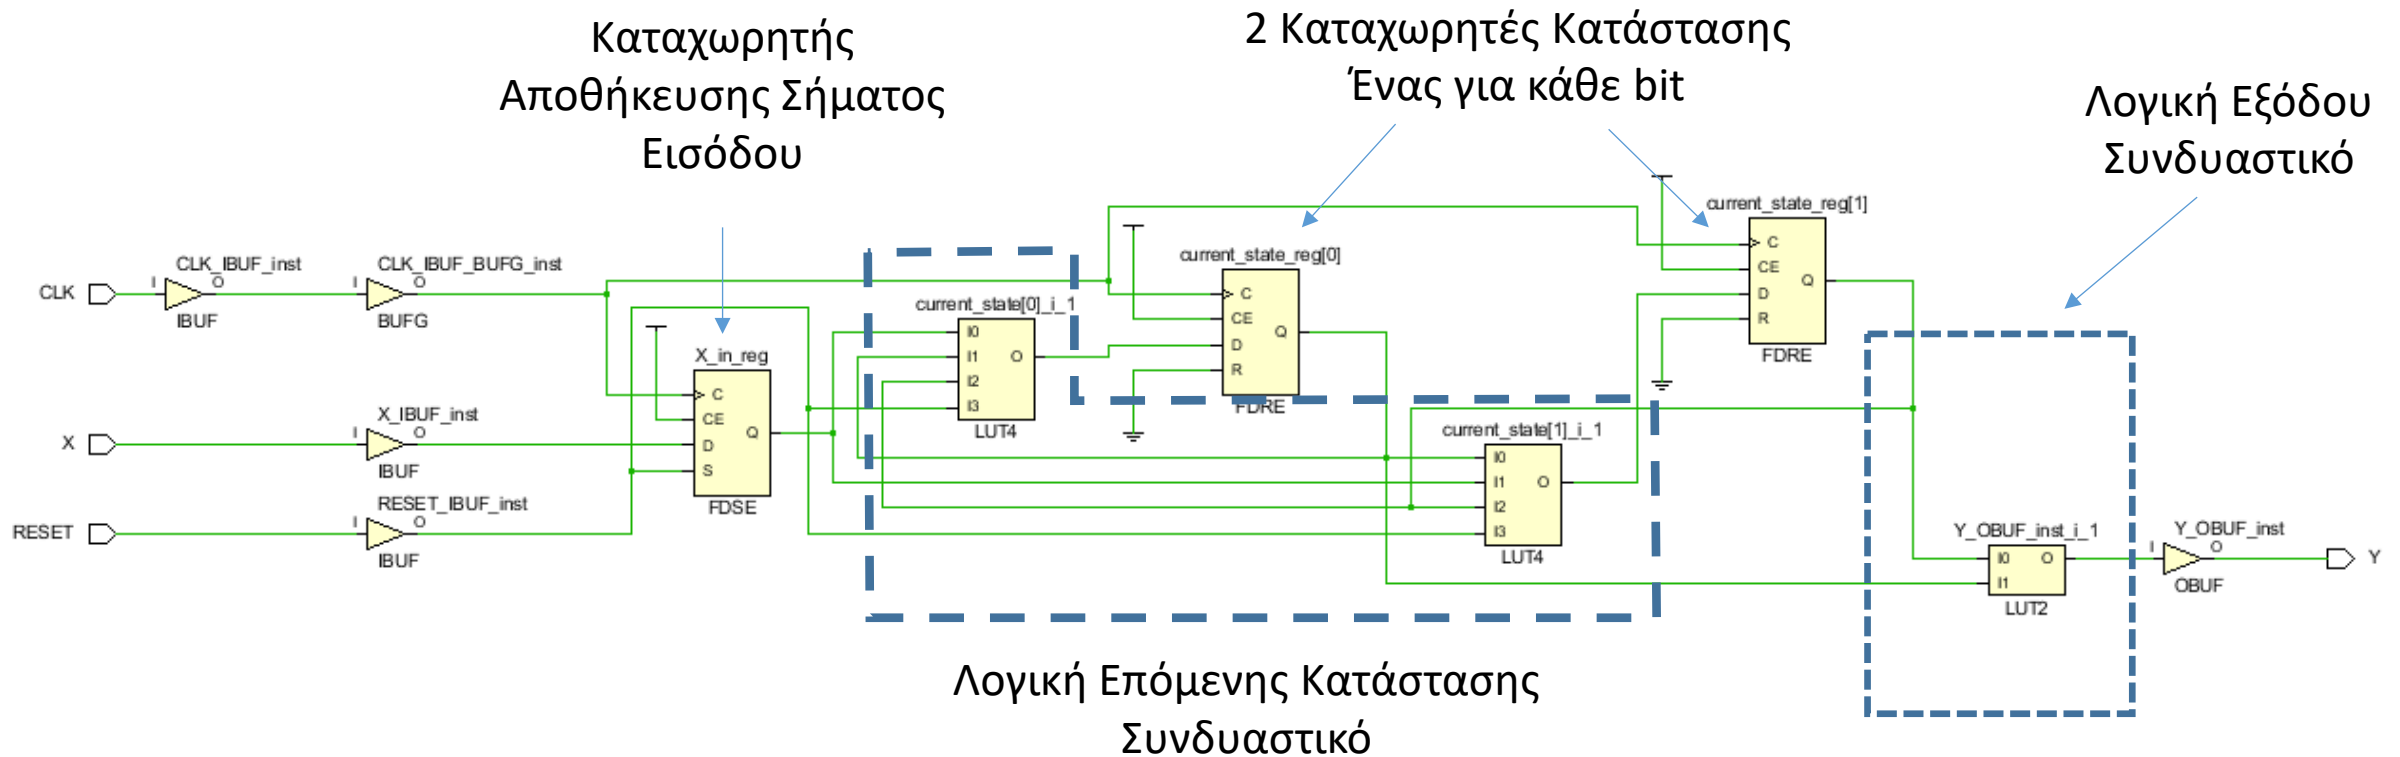 Καταχωρητής
Αποθήκευσης Σήματος
Εισόδου
2 Καταχωρητές Κατάστασης
Ένας για κάθε bit
Λογική Εξόδου
Συνδυαστικό
CLK
I
CLK_IBUF_inst
O
IBUF
I
CLK_IBUF_BUFG_inst
O
BUFG
X
I
X_IBUF_inst
O
IBUF
RESET
I
RESET_IBUF_inst
O
IBUF
X_in_reg
C
CE
D
S
Q
FDSE
current_state[0]_i_1
I0
I1
I2
I3
O
LUT4
current_state_reg[0]
C
CE
D
R
Q
FDRE
current_state[1]_i_1
I0
I1
I2
I3
O
LUT4
current_state_reg[1]
C
CE
D
R
Q
FDRE
Y_OBUF_inst_i_1
I0
I1
O
LUT2
I
Y_OBUF_inst
O
OBUF
Y
Λογική Επόμενης Κατάστασης
Συνδυαστικό